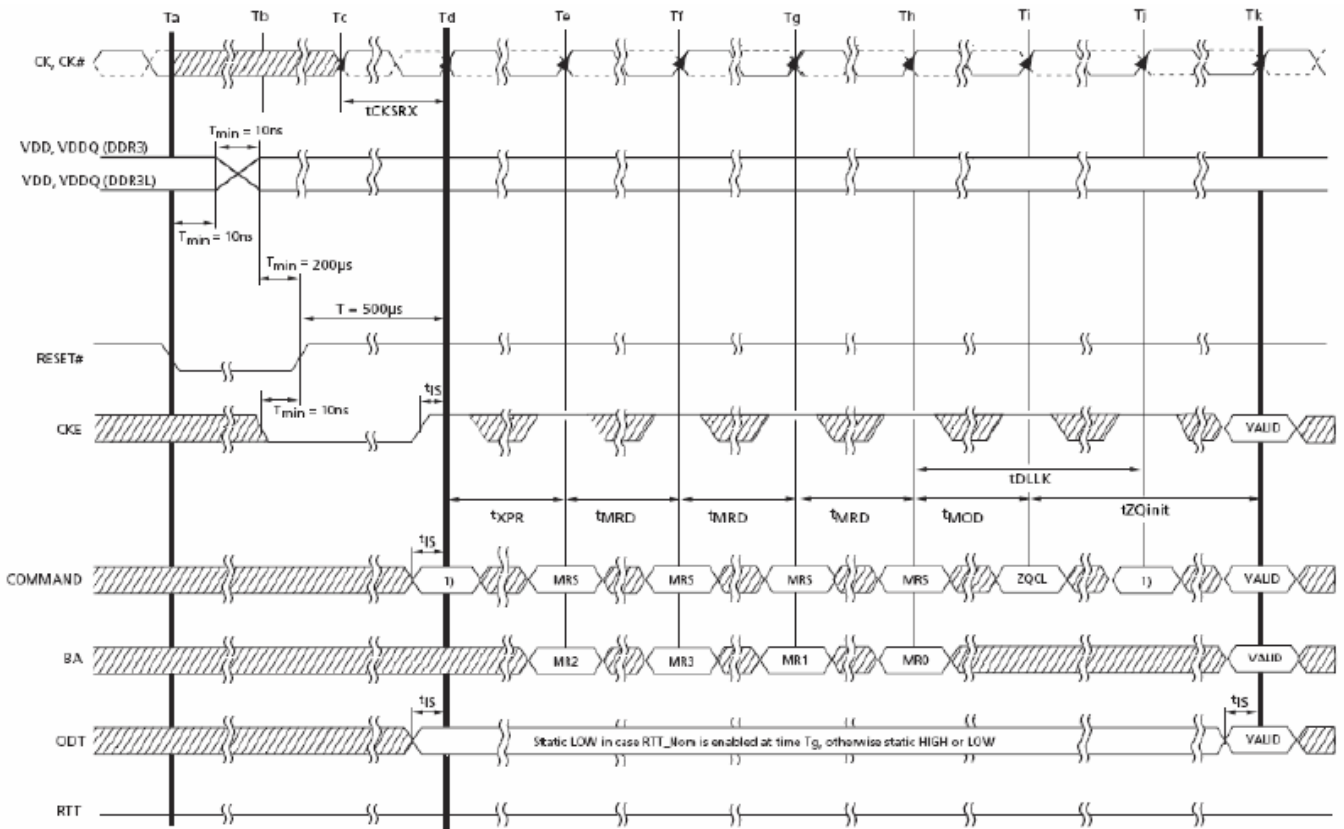 Ta Tb Tc Td Te Tf Tg Th Ti Tj Tk
CK, CK#
tCKSRX
Tmin = 10ns
VDD, VDDQ (DDR3)
VDD, VDDQ (DDR3L)
Tmin = 10ns
Tmin = 200µs
T = 500µs
RESET#
tIS
Tmin = 10ns
CKE VALID
tDLLK
tXPR tMRD tMRD tMRD tMOD tZQinit
tIS
COMMAND 1) MRS MRS MRS MRS ZQCL 1) VALID
BA MR2 MR3 MR1 MR0 VALID
tIS tIS
ODT Static LOW in case RTT_Nom is enabled at time Tg, otherwise static HIGH or LOW VALID
RTT